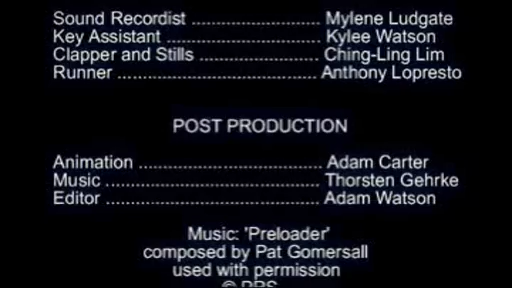 Sound Recordist ........................ Mylene Ludgate
Key Assistant ............................. Kylee Watson
Clapper and Stills ...................... Ching-Ling Lim
Runner ..................................... Anthony Lopresto
POST PRODUCTION
Animation ................................. Adam Carter
Music ....................................... Thorsten Gehrke
Editor ....................................... Adam Watson
Music: 'Preloader'
composed by Pat Gomersall
used with permission